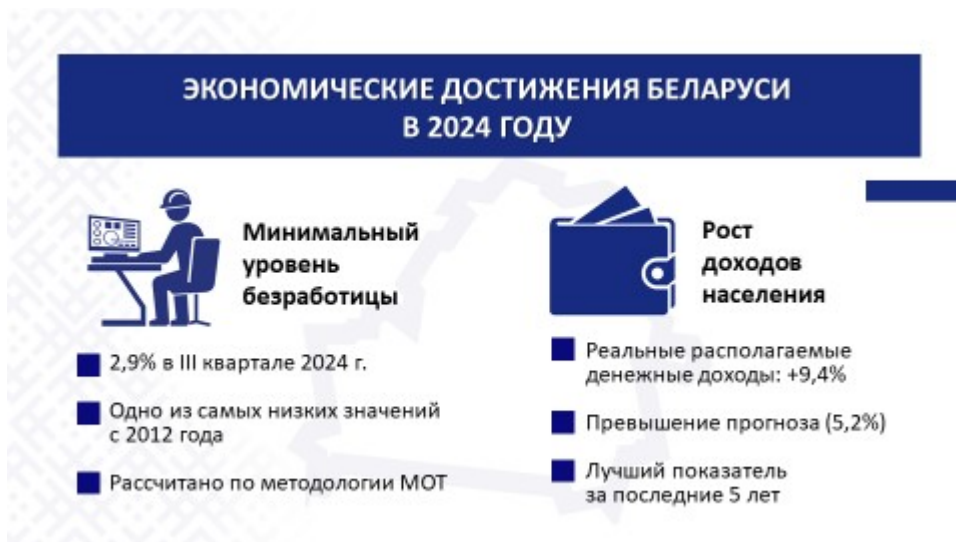 ЭКОНОМИЧЕСКИЕ ДОСТИЖЕНИЯ БЕЛАРУСИ
В 2024 ГОДУ
Минимальный
уровень
безработицы
2,9% в III квартале 2024 г.
Одно из самых низких значений
с 2012 года
Рассчитано по методологии МОТ
Рост
доходов
населения
Реальные располагаемые
денежные доходы: +9,4%
Превышение прогноза (5,2%)
Лучший показатель
за последние 5 лет